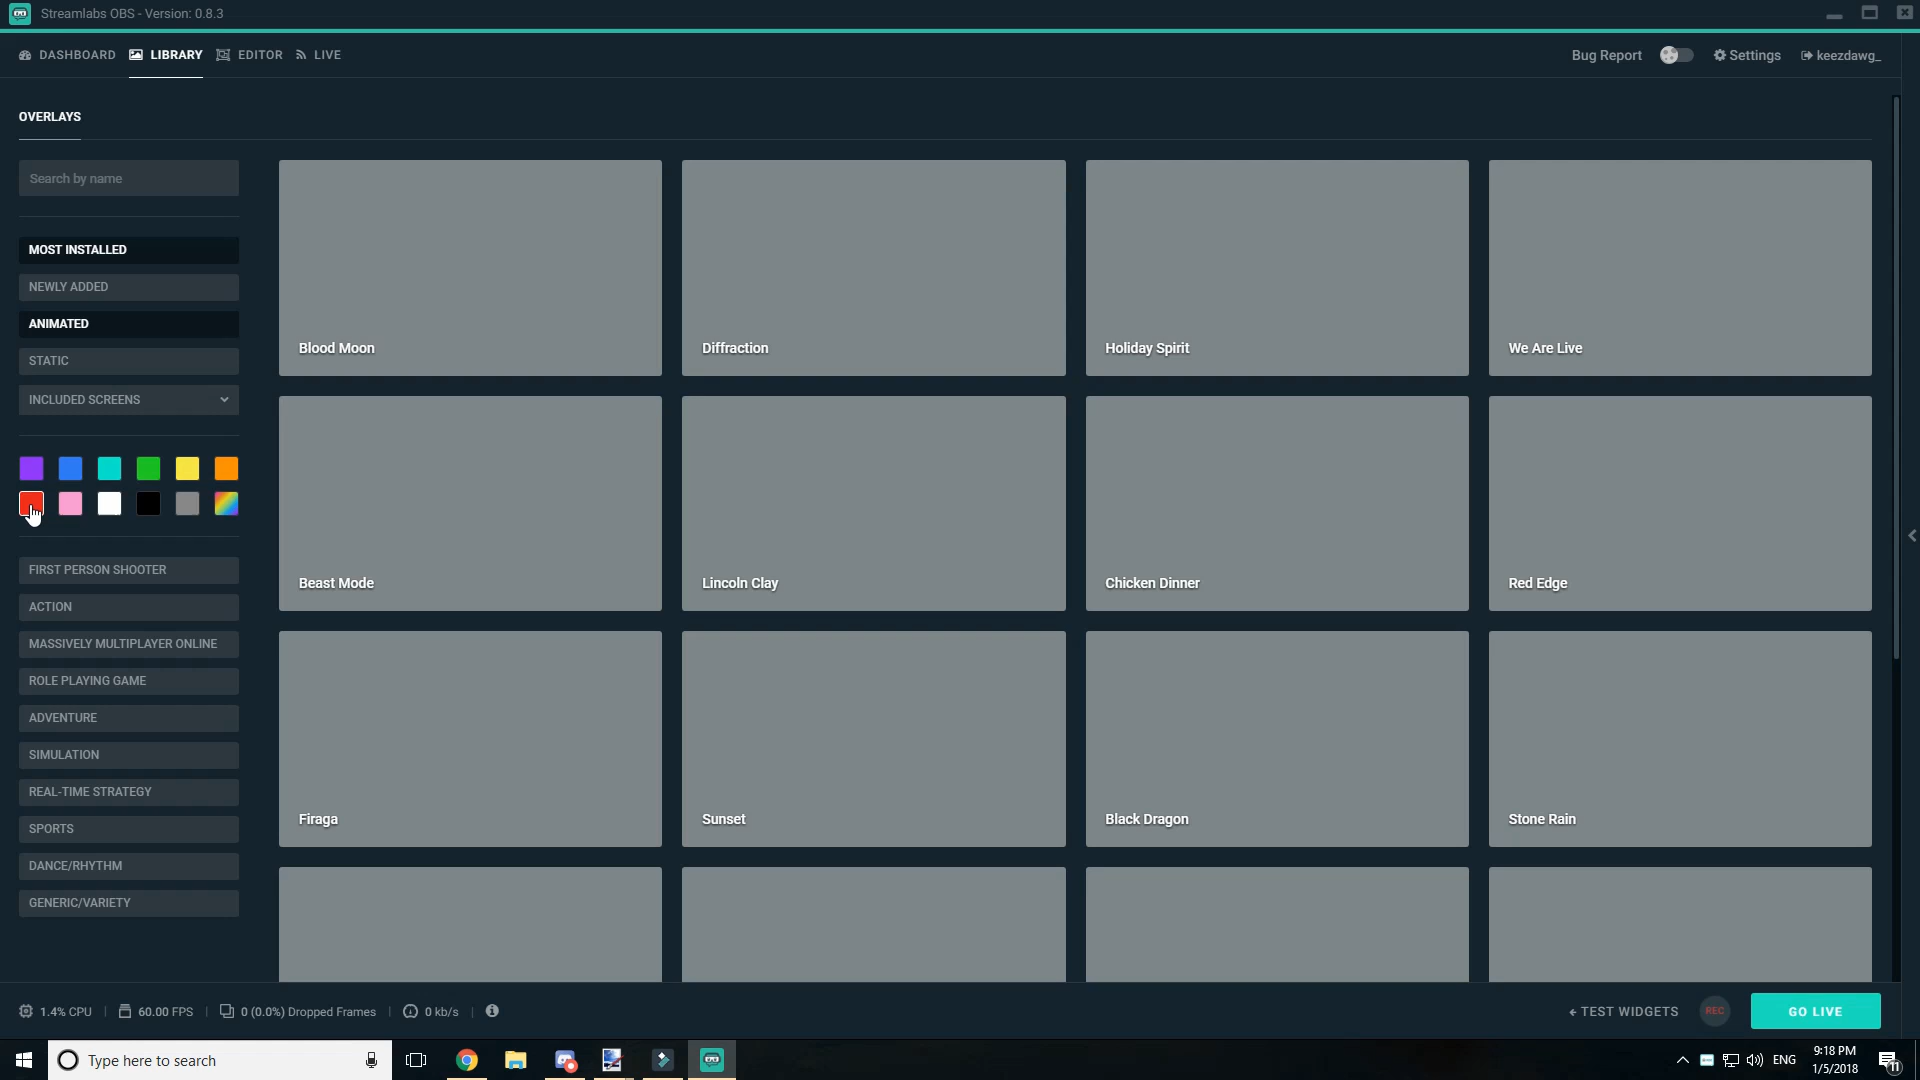 Streamlabs OBS - Version: 0.8.3
DASHBOARD LIBRARY EDITOR LIVE
Bug Report Settings keezdawg_
OVERLAYS
Search by name
MOST INSTALLED
NEWLY ADDED
ANIMATED
STATIC
INCLUDED SCREENS
FIRST PERSON SHOOTER
ACTION
MASSIVELY MULTIPLAYER ONLINE
ROLE PLAYING GAME
ADVENTURE
SIMULATION
REAL-TIME STRATEGY
SPORTS
DANCE/RHYTHM
GENERIC/VARIETY
Blood Moon
Diffraction
Holiday Spirit
We Are Live
Beast Mode
Lincoln Clay
Chicken Dinner
Red Edge
Firaga
Sunset
Black Dragon
Stone Rain
1.4% CPU 60.00 FPS 0 (0.0%) Dropped Frames 0 kb/s
TEST WIDGETS REC GO LIVE
Type here to search
ENG
9:18 PM
1/5/2018
11